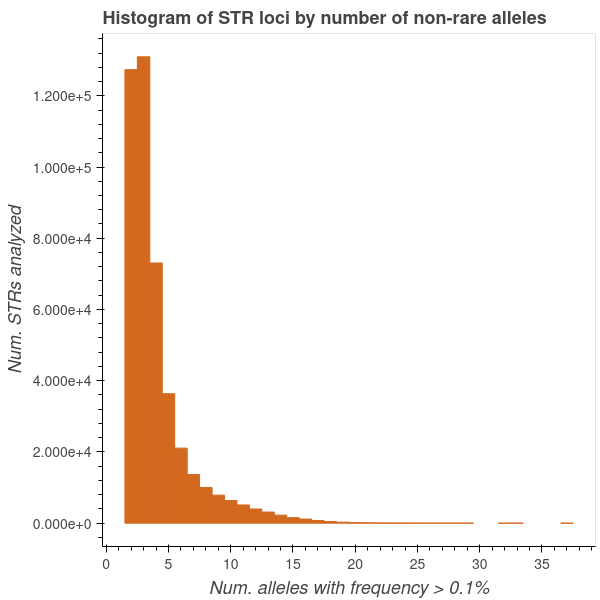 Histogram of STR loci by number of non-rare alleles
1.200e+5
1.000e+5
8.000e+4
6.000e+4
4.000e+4
2.000e+4
0.000e+0
Num. STRs analyzed
0 5 10 15 20 25 30 35
Num. alleles with frequency > 0.1%